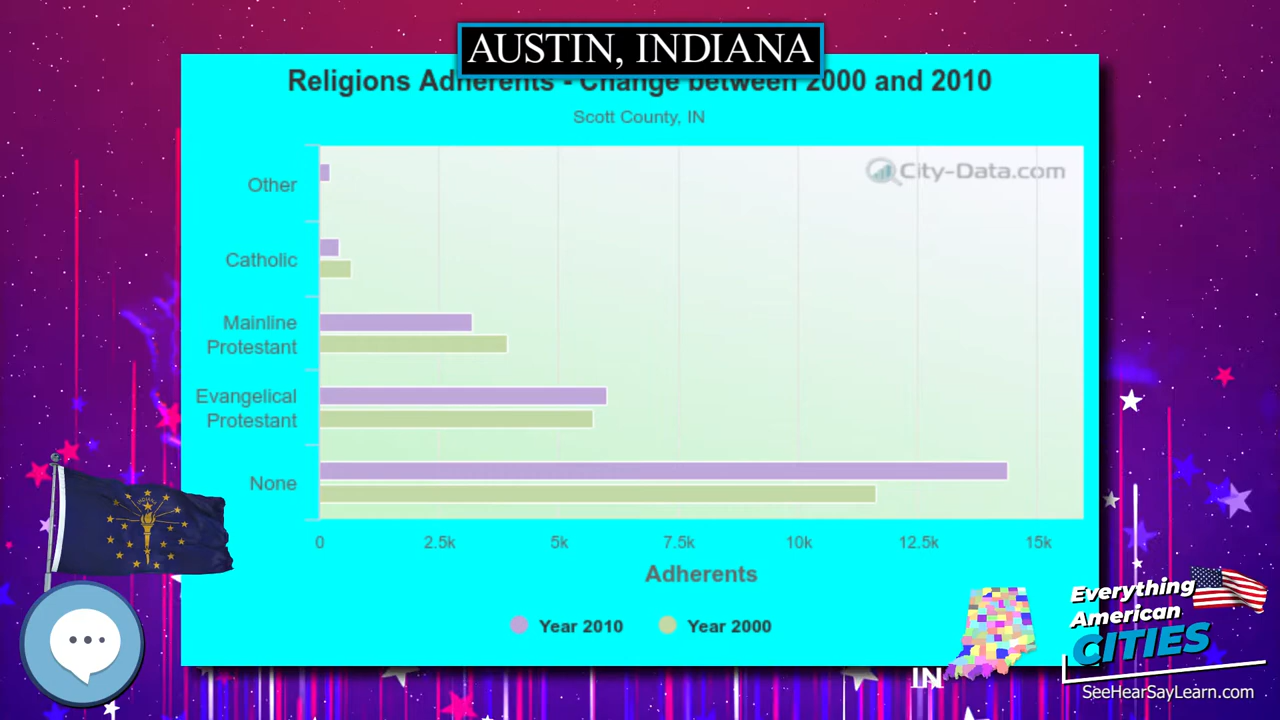 AUSTIN, INDIANA
Religions Adherents - Change between 2000 and 2010
Scott County, IN
City-Data.com
Other
Catholic
Mainline
Protestant
Evangelical
Protestant
None
0 2.5k 5k 7.5k 10k 12.5k 15k
Adherents
Year 2010 Year 2000
Everything
American
CITIES
IN
SeeHearSayLearn.com